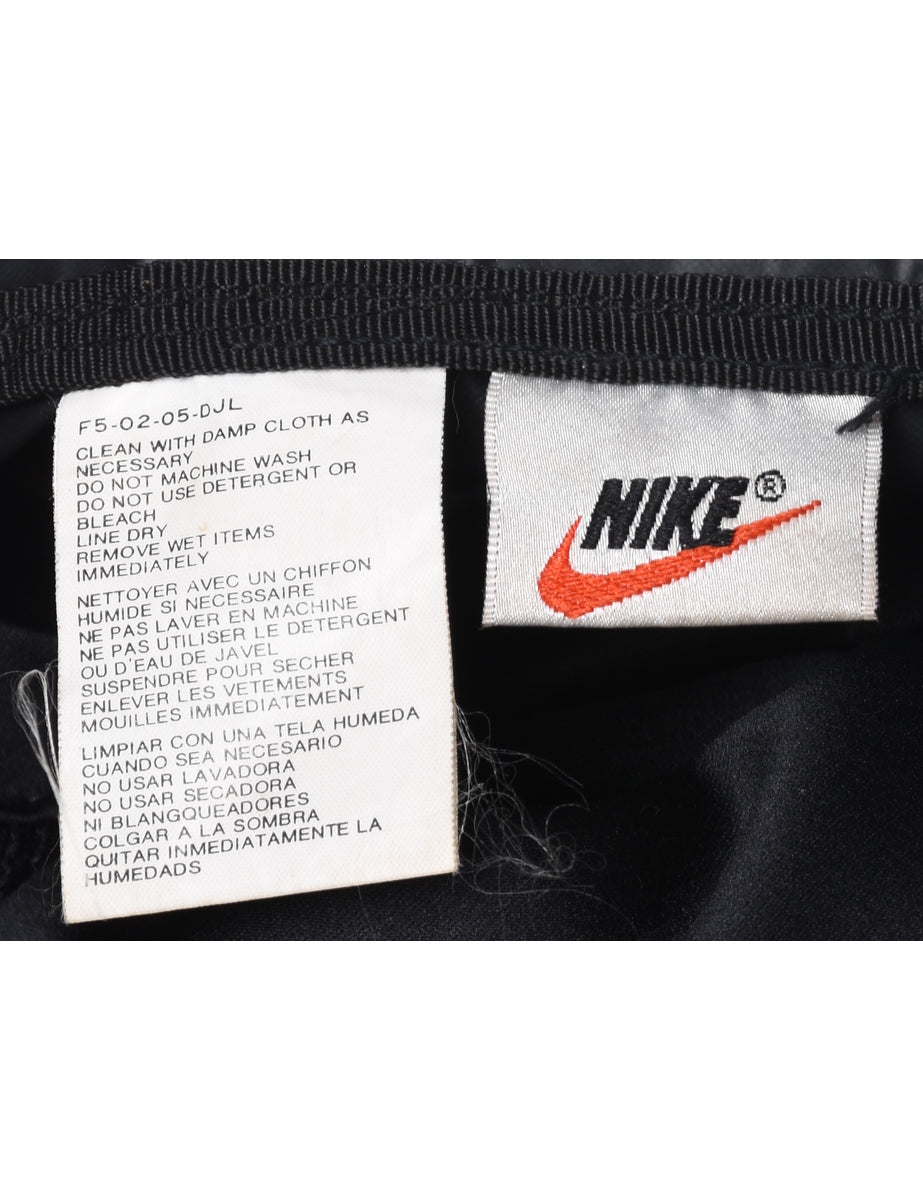 F5-02-05-DJL
CLEAN WITH DAMP CLOTH AS
NECESSARY
DO NOT MACHINE WASH
DO NOT USE DETERGENT OR
BLEACH
LINE DRY
REMOVE WET ITEMS
IMMEDIATELY
NETTOYER AVEC UN CHIFFON
HUMIDE SI NECESSAIRE
NE PAS LAVER EN MACHINE
NE PAS UTILISER LE DETERGENT
OU D'EAU DE JAVEL
SUSPENDRE POUR SECHER
ENLEVER LES VETEMENTS
MOUILLES IMMEDIATEMENT
LIMPIAR CON UNA TELA HUMEDA
CUANDO SEA NECESARIO
NO USAR LAVADORA
NO USAR SECADORA
NI BLANGQUEADORES
COLGAR A LA SOMBRA
QUITAR INMEDIATAMENTE LA
HUMEDADS
NIKE®